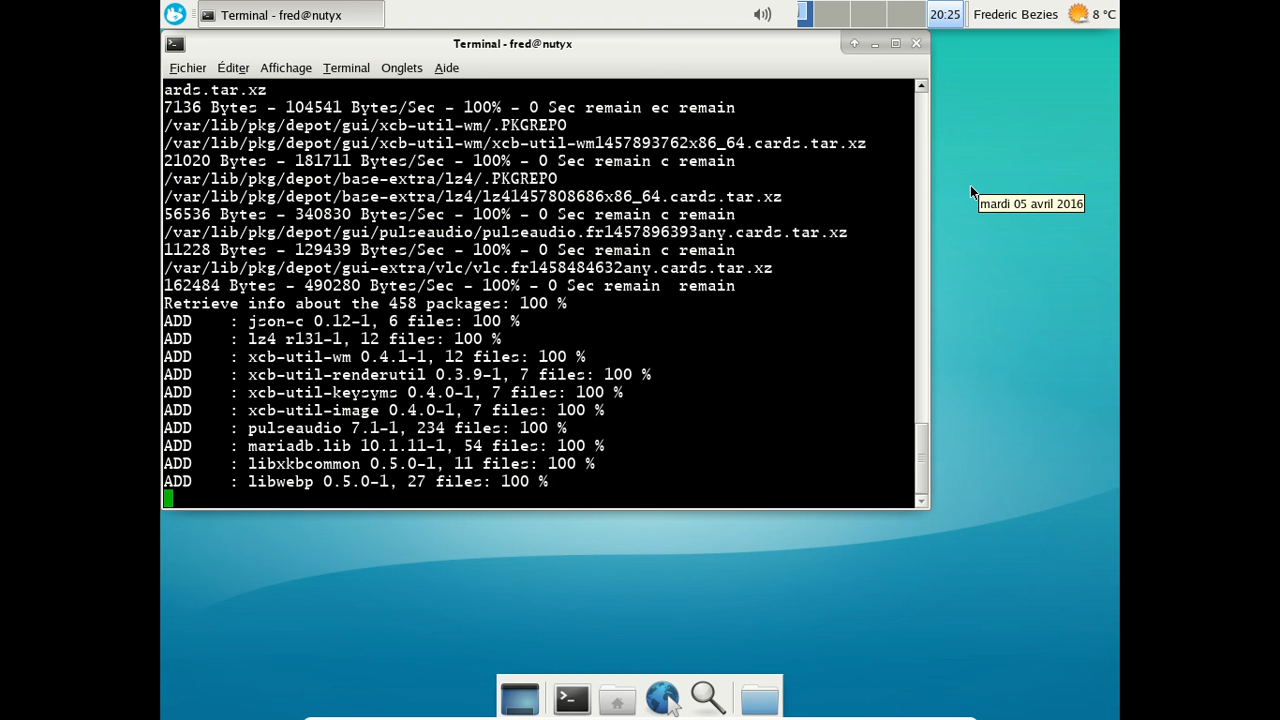 Terminal - fred@nutyx
20:25
Frederic Bezies
8 °C
Terminal - fred@nutyx
Fichier Éditer Affichage Terminal Onglets Aide
ards.tar.xz
7136 Bytes - 104541 Bytes/Sec - 100% - 0 Sec remain ec remain
/var/lib/pkg/depot/gui/xcb-util-wm/.PKGREPO
/var/lib/pkg/depot/gui/xcb-util-wm/xcb-util-wm1457893762x86_64.cards.tar.xz
21020 Bytes - 181711 Bytes/Sec - 100% - 0 Sec remain c remain
/var/lib/pkg/depot/base-extra/lz4/.PKGREPO
/var/lib/pkg/depot/base-extra/lz4/lz41457808686x86_64.cards.tar.xz
56536 Bytes - 340830 Bytes/Sec - 100% - 0 Sec remain c remain
/var/lib/pkg/depot/gui/pulseaudio/pulseaudio.fr1457896393any.cards.tar.xz
11228 Bytes - 129439 Bytes/Sec - 100% - 0 Sec remain c remain
/var/lib/pkg/depot/gui-extra/vlc/vlc.fr1458484632any.cards.tar.xz
162484 Bytes - 490280 Bytes/Sec - 100% - 0 Sec remain  remain
Retrieve info about the 458 packages: 100 %
ADD    : json-c 0.12-1, 6 files: 100 %
ADD    : lz4 r131-1, 12 files: 100 %
ADD    : xcb-util-wm 0.4.1-1, 12 files: 100 %
ADD    : xcb-util-renderutil 0.3.9-1, 7 files: 100 %
ADD    : xcb-util-keysyms 0.4.0-1, 7 files: 100 %
ADD    : xcb-util-image 0.4.0-1, 7 files: 100 %
ADD    : pulseaudio 7.1-1, 234 files: 100 %
ADD    : mariadb.lib 10.1.11-1, 54 files: 100 %
ADD    : libxkbcommon 0.5.0-1, 11 files: 100 %
ADD    : libwebp 0.5.0-1, 27 files: 100 %
mardi 05 avril 2016